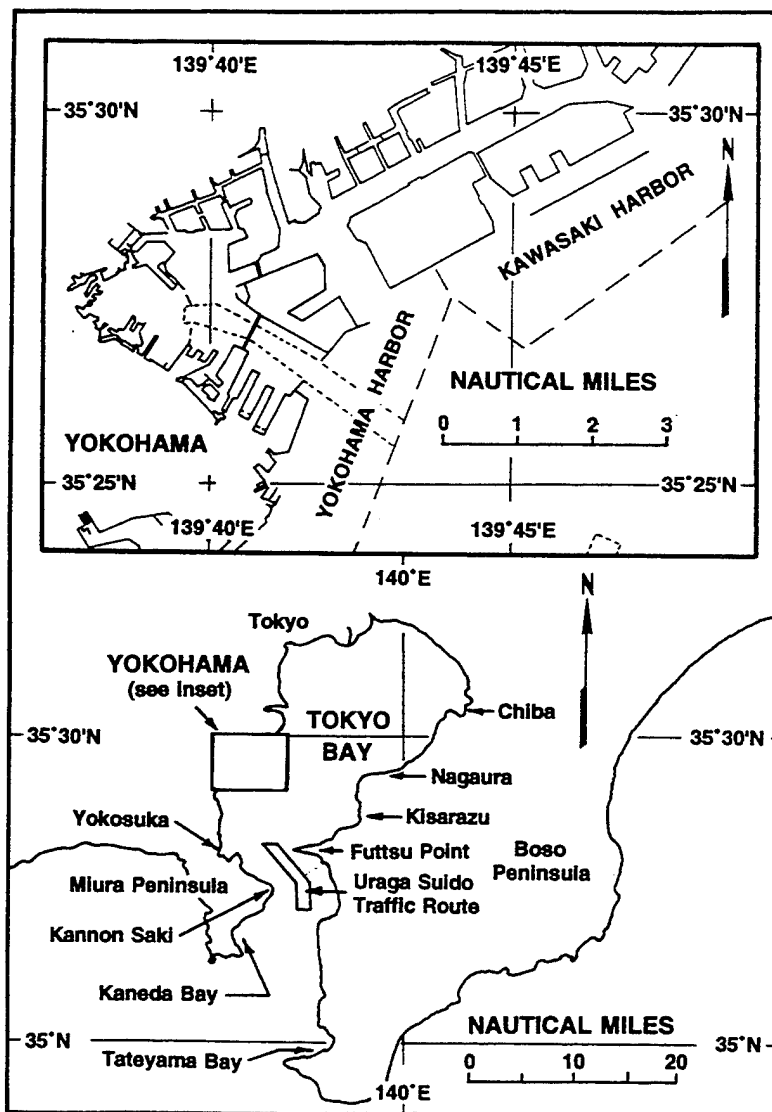 139°40'E
139°45'E
35°30'N
35°30'N
N
KAWASAKI HARBOR
YOKOHAMA HARBOR
NAUTICAL MILES
0 1 2 3
YOKOHAMA
35°25'N
35°25'N
139°40'E
139°45'E
140°E
N
Tokyo
YOKOHAMA
(see inset)
TOKYO
BAY
Chiba
35°30'N
35°30'N
Nagaura
Kisarazu
Yokosuka
Futtsu Point
Boso
Peninsula
Miura Peninsula
Uraga Suido
Traffic Route
Kannon Saki
Kaneda Bay
35°N
NAUTICAL MILES
35°N
Tateyama Bay
0 10 20
140°E